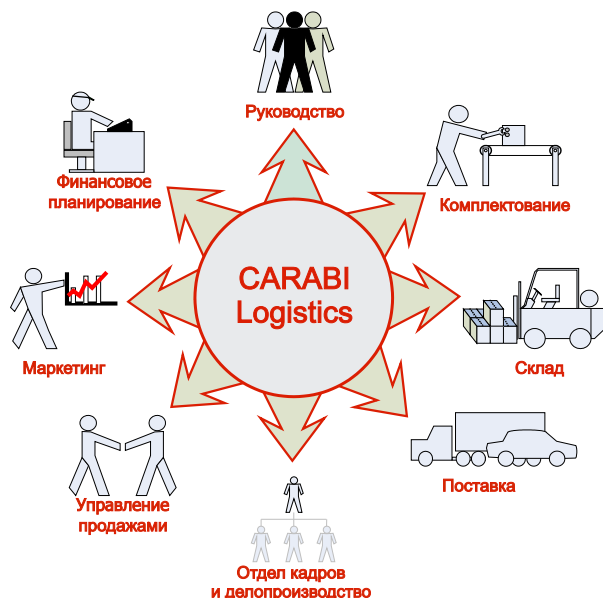 Руководство
Финансовое
планирование
Комплектование
CARABI
Logistics
Маркетинг
Склад
Управление
продажами
Поставка
Отдел кадров
и делопроизводство